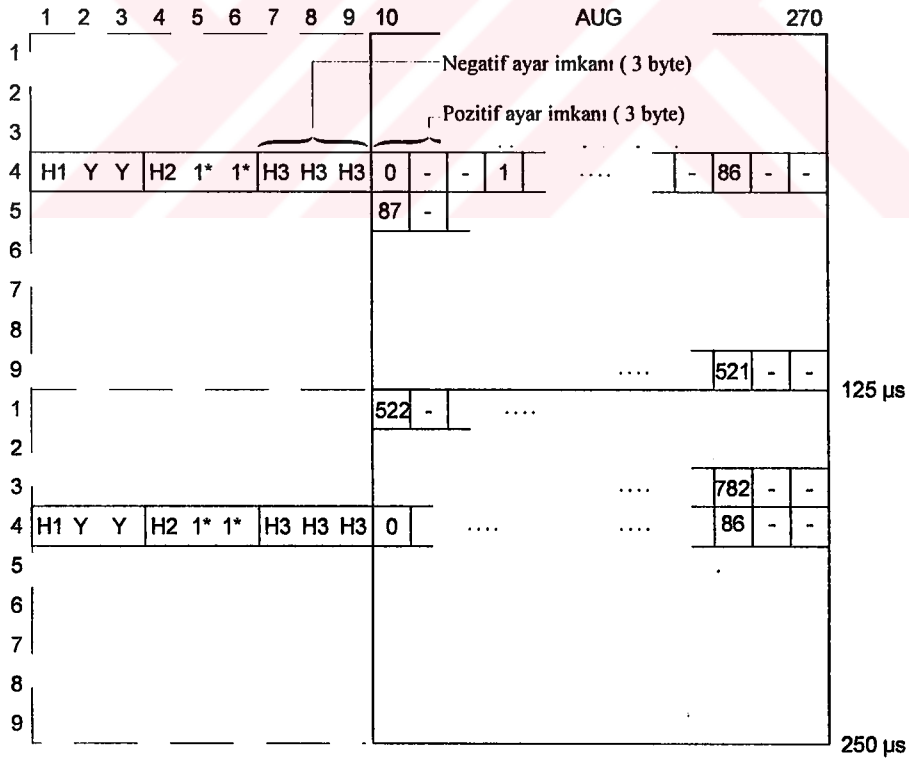 1 2 3 4 5 6 7 8 9 10 AUG 270
1
Negatif ayar imkanı ( 3 byte)
2
Pozitif ayar imkanı ( 3 byte)
3
4 H1 Y Y H2 1* 1* H3 H3 H3 0 - - 1 .... - 86 - -
5 87 -
6
7
8
9 .... 521 - -
125 µs
1 522 - ....
2
3 .... 782 - -
4 H1 Y Y H2 1* 1* H3 H3 H3 0 .... .... 86 - -
5
6
7
8
9
250 µs